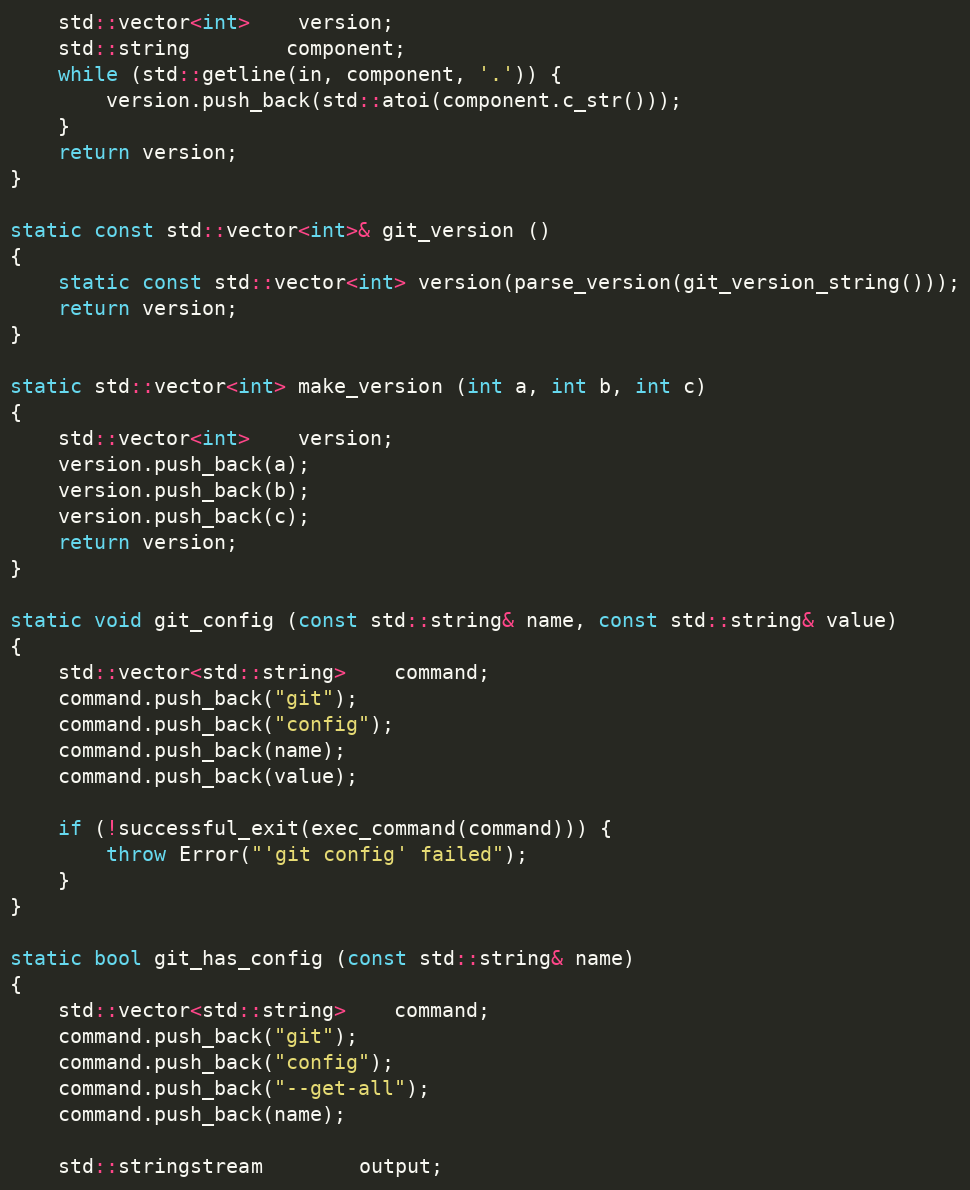 std::vector<int>    version;
    std::string        component;
    while (std::getline(in, component, '.')) {
        version.push_back(std::atoi(component.c_str()));
    }
    return version;
}

static const std::vector<int>& git_version ()
{
    static const std::vector<int> version(parse_version(git_version_string()));
    return version;
}

static std::vector<int> make_version (int a, int b, int c)
{
    std::vector<int>    version;
    version.push_back(a);
    version.push_back(b);
    version.push_back(c);
    return version;
}

static void git_config (const std::string& name, const std::string& value)
{
    std::vector<std::string>    command;
    command.push_back("git");
    command.push_back("config");
    command.push_back(name);
    command.push_back(value);

    if (!successful_exit(exec_command(command))) {
        throw Error("'git config' failed");
    }
}

static bool git_has_config (const std::string& name)
{
    std::vector<std::string>    command;
    command.push_back("git");
    command.push_back("config");
    command.push_back("--get-all");
    command.push_back(name);

    std::stringstream        output;